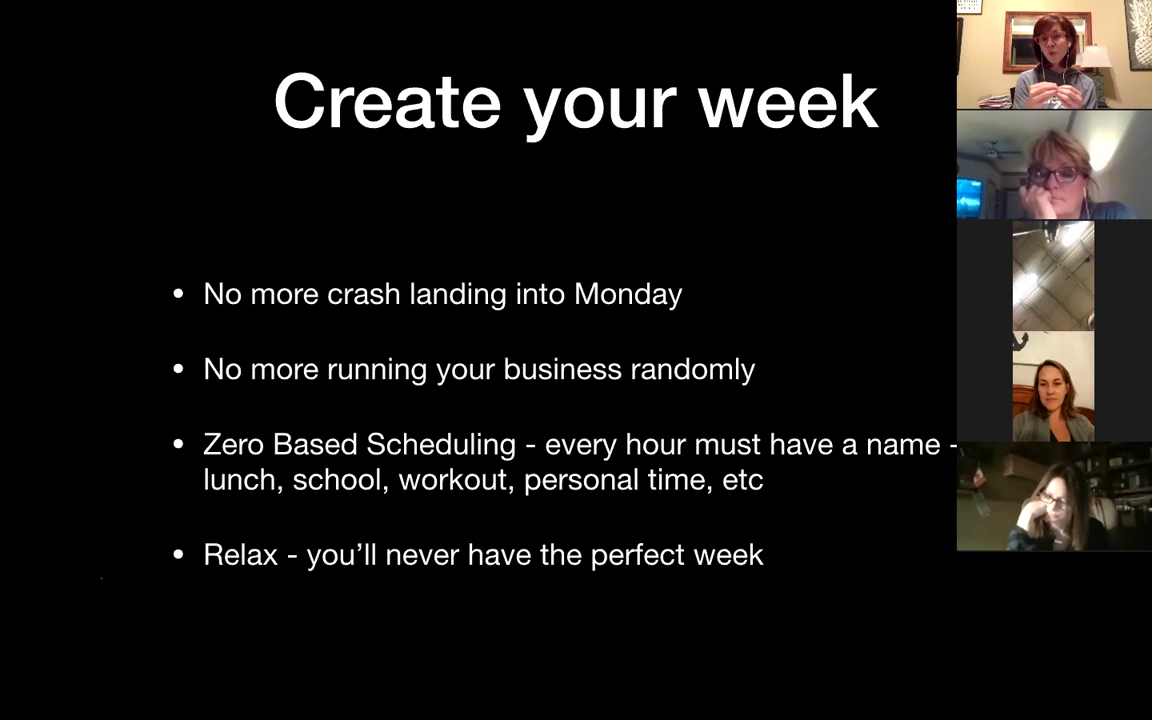 Create your week
• No more crash landing into Monday
• No more running your business randomly
• Zero Based Scheduling - every hour must have a name -
lunch, school, workout, personal time, etc
• Relax - you’ll never have the perfect week